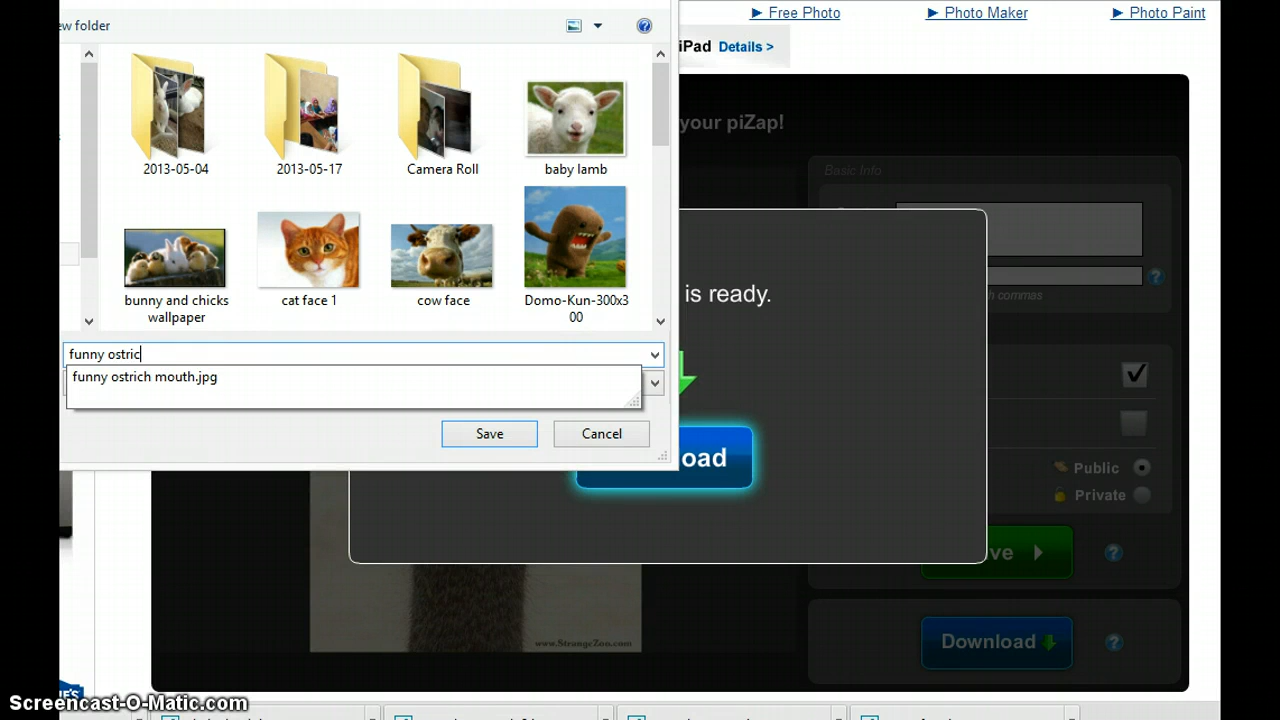 ew folder
► Free Photo
► Photo Maker
► Photo Paint
iPad Details >
2013-05-04
2013-05-17
Camera Roll
baby lamb
your piZap!
Basic Info
bunny and chicks
wallpaper
cat face 1
cow face
Domo-Kun-300x3
00
is ready.
h commas
funny ostric
funny ostrich mouth.jpg
Save
Cancel
oad
Public
Private
ve
Download
www.StrangeZoo.com
Screencast-O-Matic.com